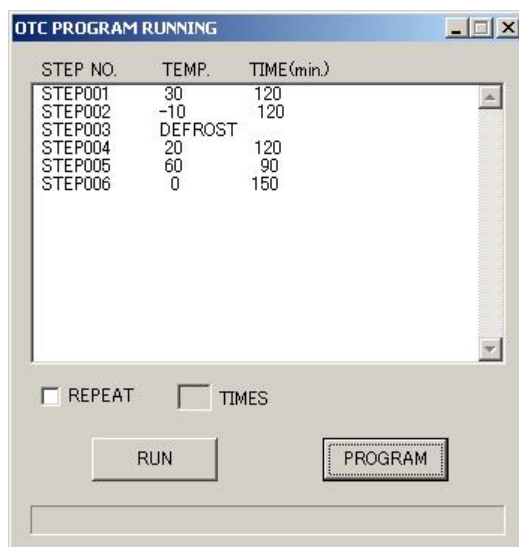 OTC PROGRAM RUNNING
STEP NO. TEMP. TIME(min.)
STEP001 30 120
STEP002 -10 120
STEP003 DEFROST
STEP004 20 120
STEP005 60 90
STEP006 0 150
REPEAT TIMES
RUN PROGRAM